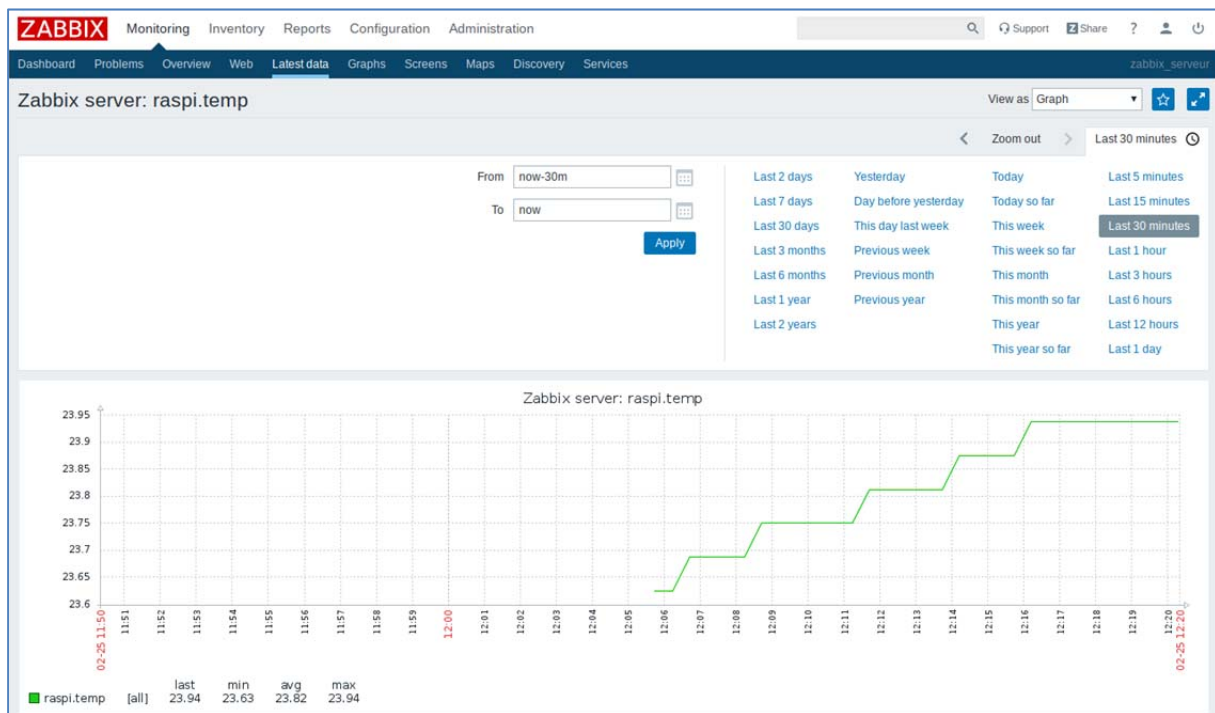 ZABBIX Monitoring Inventory Reports Configuration Administration Support Z Share ?
Dashboard Problems Overview Web Latest data Graphs Screens Maps Discovery Services zabbix_serveur
Zabbix server: raspi.temp View as Graph
Zoom out Last 30 minutes
From now-30m
To now
Apply
Last 2 days Yesterday Today Last 5 minutes
Last 7 days Day before yesterday Today so far Last 15 minutes
Last 30 days This day last week This week Last 30 minutes
Last 3 months Previous week This week so far Last 1 hour
Last 6 months Previous month This month Last 3 hours
Last 1 year Previous year This month so far Last 6 hours
Last 2 years This year Last 12 hours
This year so far Last 1 day
Zabbix server: raspi.temp
23.95
23.9
23.85
23.8
23.75
23.7
23.65
23.6
02-25 11:50 11:51 11:52 11:53 11:54 11:55 11:56 11:57 11:58 11:59 12:00 12:01 12:02 12:03 12:04 12:05 12:06 12:07 12:08 12:09 12:10 12:11 12:12 12:13 12:14 12:15 12:16 12:17 12:18 12:19 12:20 02-25 12:20
last min avg max
raspi.temp [all] 23.94 23.63 23.82 23.94